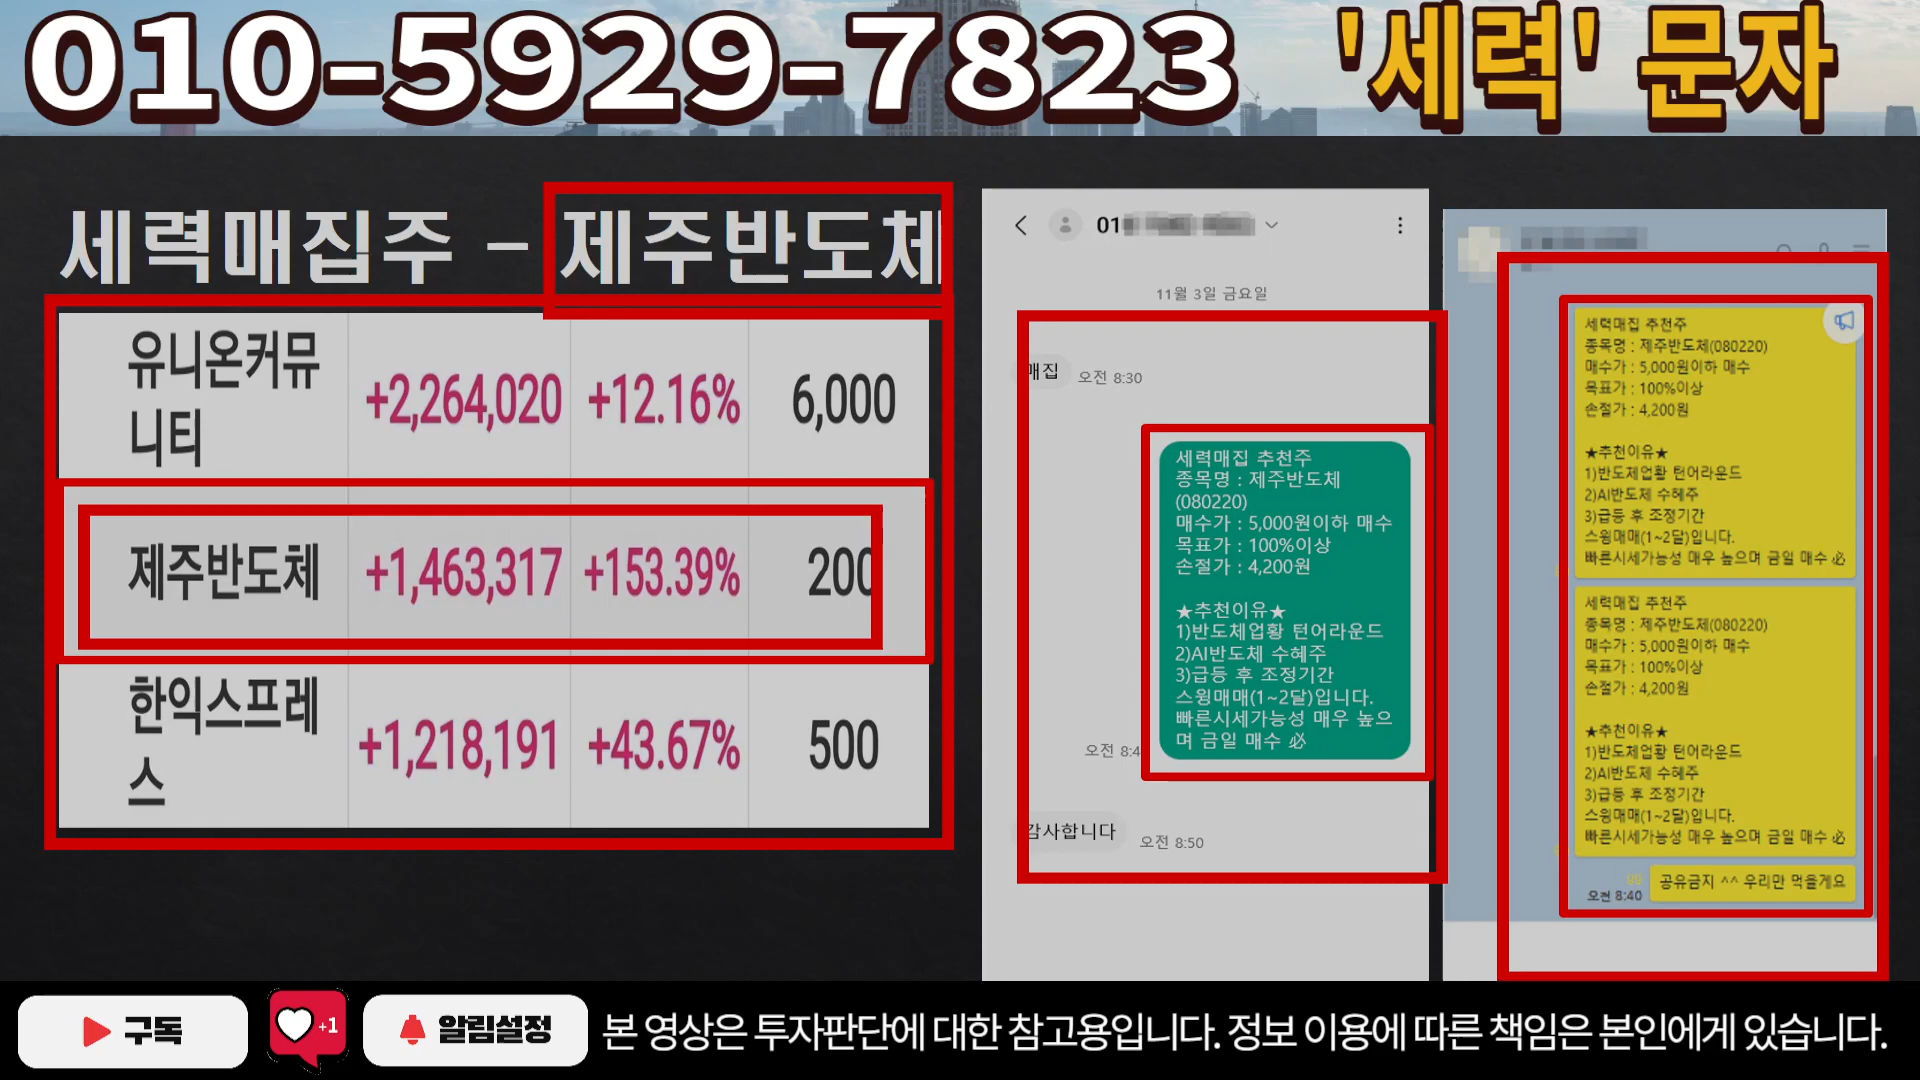 010-5929-7823 '세력' 문자
세력매집주 – 제주반도체
유니온커뮤
니티
+2,264,020 +12.16% 6,000
제주반도체 +1,463,317 +153.39% 200
한익스프레
스
+1,218,191 +43.67% 500
01
11월 3일 금요일
매집 오전 8:30
세력매집 추천주
종목명 : 제주반도체
(080220)
매수가 : 5,000원이하 매수
목표가 : 100%이상
손절가 : 4,200원
★추천이유★
1)반도체업황 턴어라운드
2)AI반도체 수혜주
3)급등 후 조정기간
스윙매매(1~2달)입니다.
빠른시세가능성 매우 높으
며 금일 매수 必
오전 8:4
감사합니다 오전 8:50
세력매집 추천주
종목명 : 제주반도체(080220)
매수가 : 5,000원이하 매수
목표가 : 100%이상
손절가 : 4,200원
★추천이유★
1)반도체업황 턴어라운드
2)AI반도체 수혜주
3)급등 후 조정기간
스윙매매(1~2달)입니다.
빠른시세가능성 매우 높으며 금일 매수 必
세력매집 추천주
종목명 : 제주반도체(080220)
매수가 : 5,000원이하 매수
목표가 : 100%이상
손절가 : 4,200원
★추천이유★
1)반도체업황 턴어라운드
2)AI반도체 수혜주
3)급등 후 조정기간
스윙매매(1~2달)입니다.
빠른시세가능성 매우 높으며 금일 매수 必
공유금지 ^^ 우리만 먹을게요
오전 8:40
구독 +1 알림설정 본 영상은 투자판단에 대한 참고용입니다. 정보 이용에 따른 책임은 본인에게 있습니다.